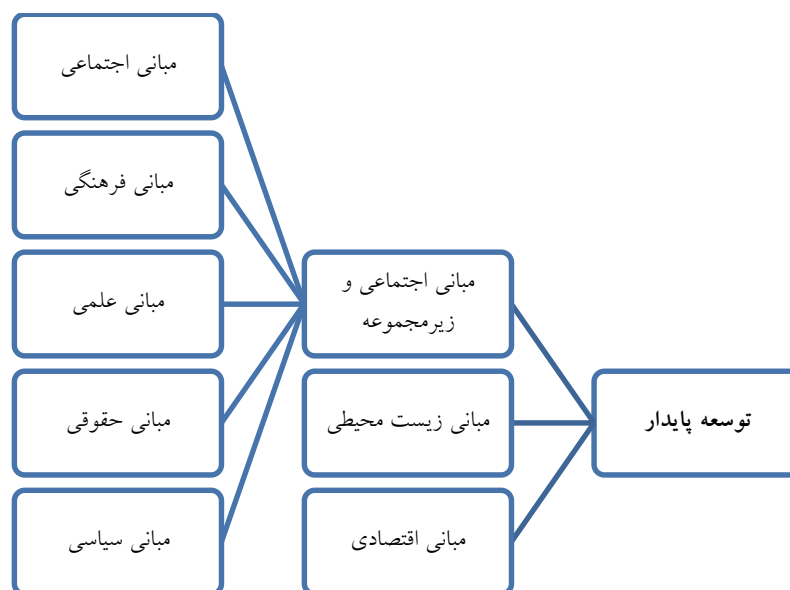 توسعه پایدار
مبانی اجتماعی و
زیرمجموعه
مبانی زیست محیطی
مبانی اقتصادی
مبانی اجتماعی
مبانی فرهنگی
مبانی علمی
مبانی حقوقی
مبانی سیاسی